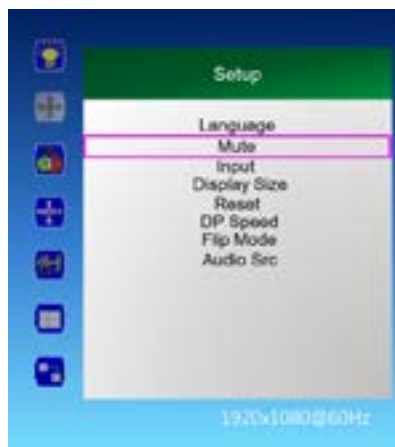 Setup
Language
Mute
Input
Display Size
Reset
DP Speed
Flip Mode
Audio Src
1920x1080@60Hz